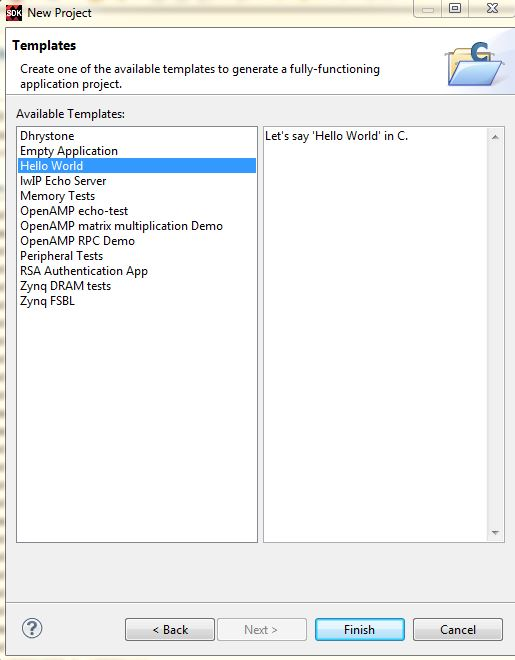 SDK New Project
Templates
Create one of the available templates to generate a fully-functioning
application project.
C
Available Templates:
Dhrystone
Empty Application
Hello World
lwIP Echo Server
Memory Tests
OpenAMP echo-test
OpenAMP matrix multiplication Demo
OpenAMP RPC Demo
Peripheral Tests
RSA Authentication App
Zynq DRAM tests
Zynq FSBL
Let's say 'Hello World' in C.
?
< Back
Next >
Finish
Cancel